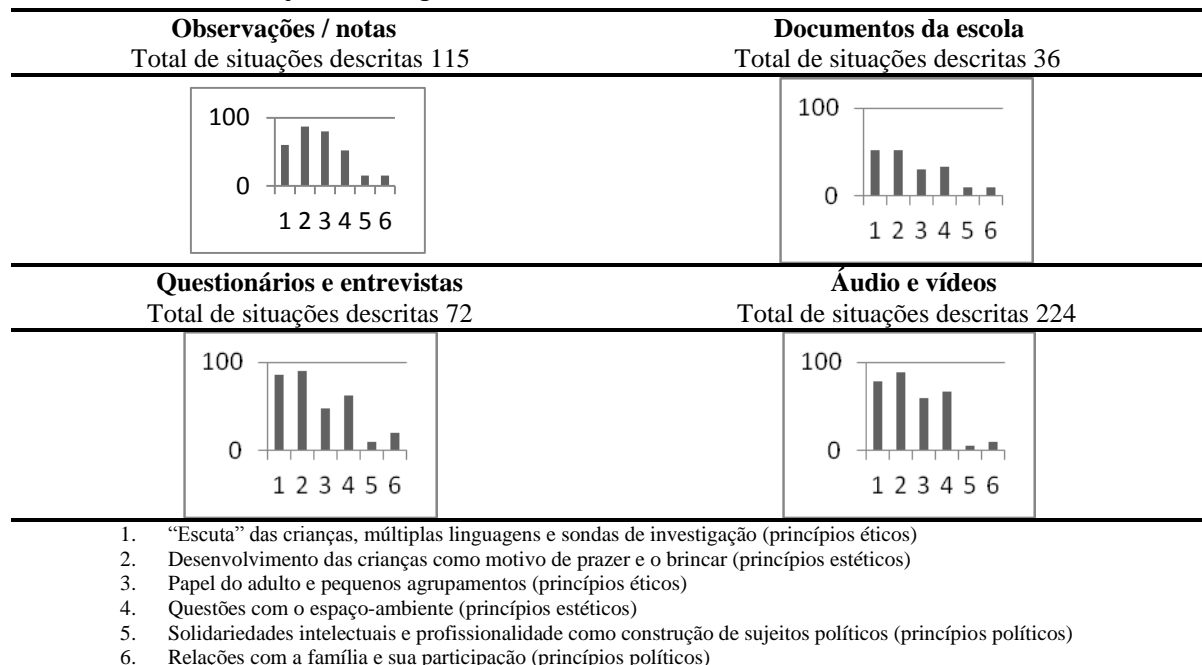 Observações / notas
Total de situações descritas 115
Documentos da escola
Total de situações descritas 36
100
0
1 2 3 4 5 6
100
0
1 2 3 4 5 6
Questionários e entrevistas
Total de situações descritas 72
Áudio e vídeos
Total de situações descritas 224
100
0
1 2 3 4 5 6
100
0
1 2 3 4 5 6
1. “Escuta” das crianças, múltiplas linguagens e sondas de investigação (princípios éticos)
2. Desenvolvimento das crianças como motivo de prazer e o brincar (princípios estéticos)
3. Papel do adulto e pequenos agrupamentos (princípios éticos)
4. Questões com o espaço-ambiente (princípios estéticos)
5. Solidariedades intelectuais e profissionalidade como construção de sujeitos políticos (princípios políticos)
6. Relações com a família e sua participação (princípios políticos)